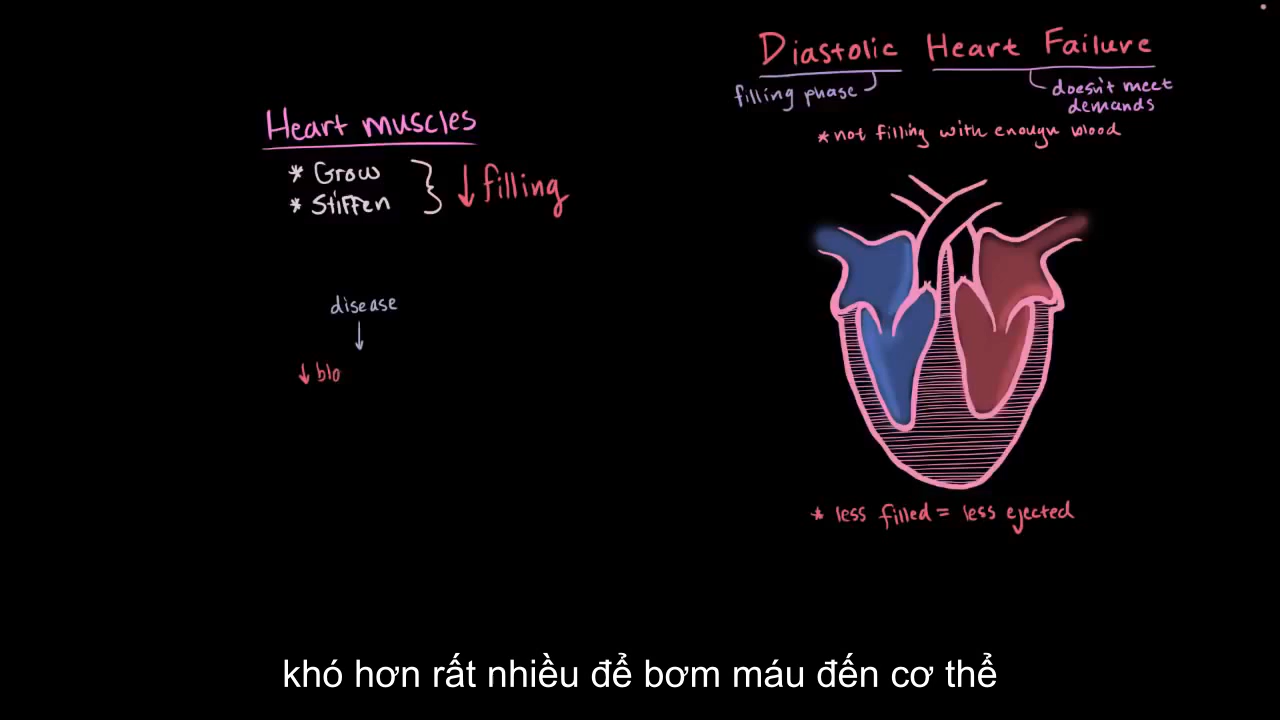 Diastolic Heart Failure
filling phase
doesn't meet
demands
*not filling with enough blood
Heart muscles
* Grow
* Stiffen
↓ filling
disease
↓
↓ blo
* less filled = less ejected
khó hơn rất nhiều để bơm máu đến cơ thể